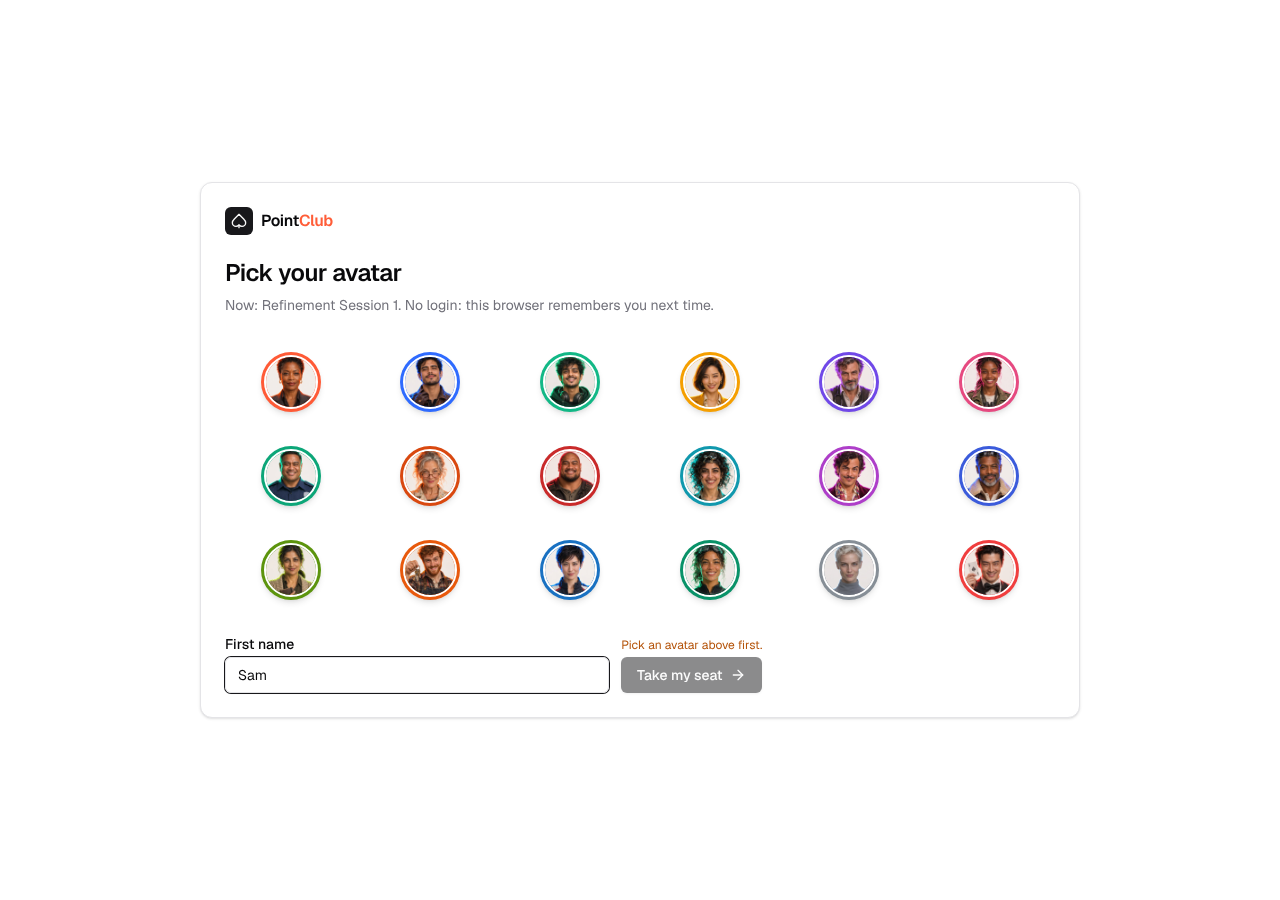 PointClub
Pick your avatar
Now: Refinement Session 1. No login: this browser remembers you next time.
First name
Pick an avatar above first.
Sam
Take my seat